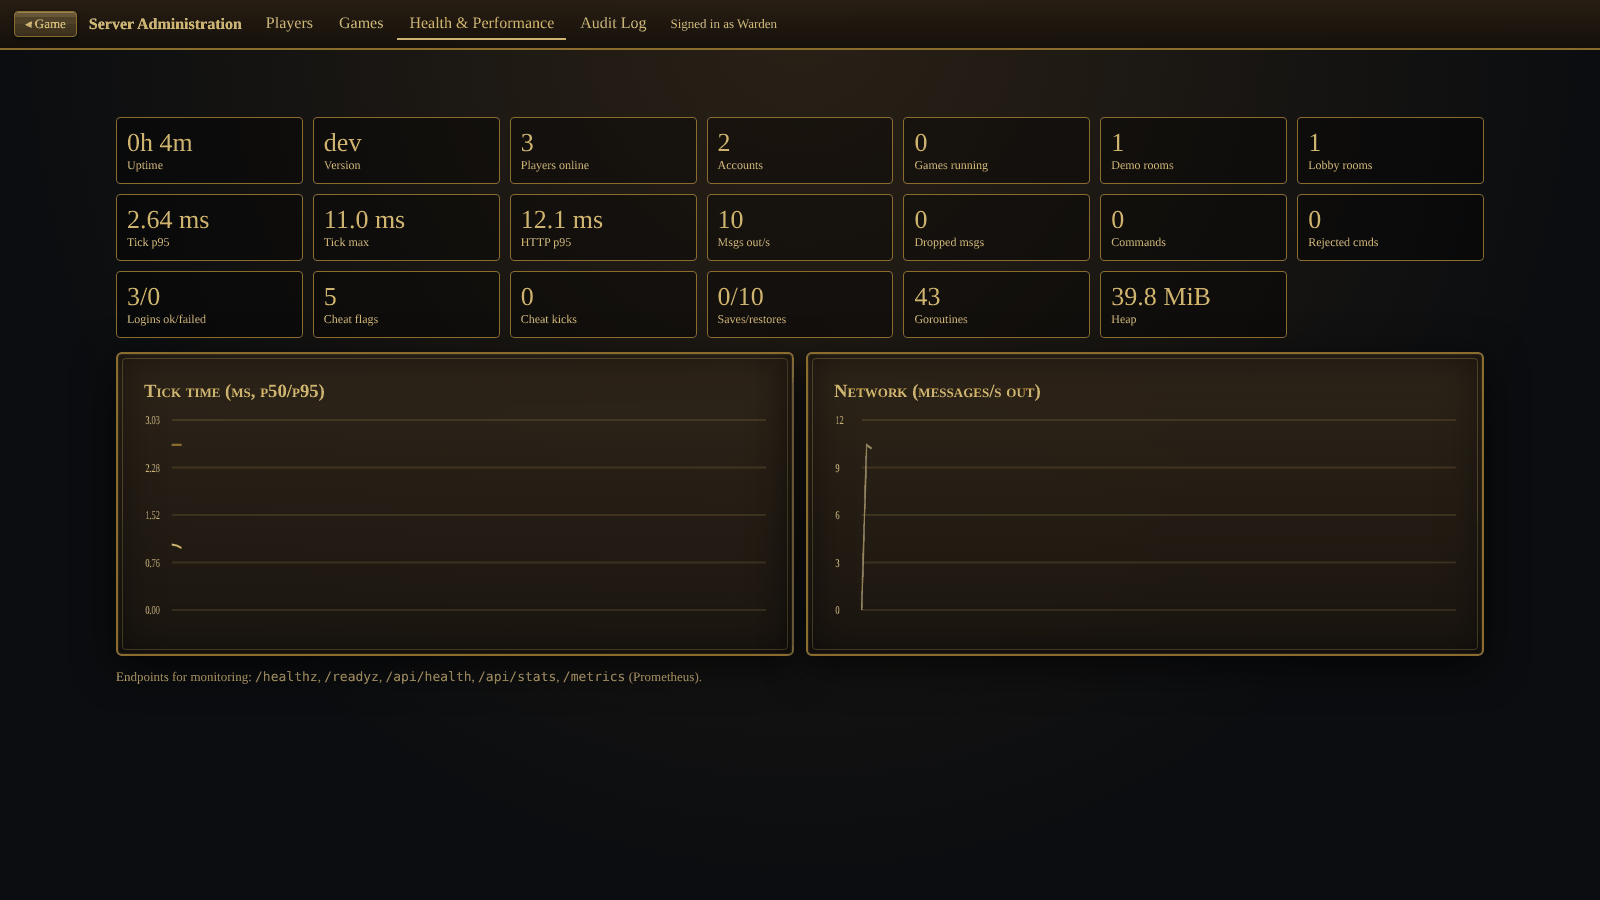 ◂ Game Server Administration Players Games Health & Performance Audit Log Signed in as Warden
0h 4m dev 3 2 0 1 1
Uptime Version Players online Accounts Games running Demo rooms Lobby rooms
2.64 ms 11.0 ms 12.1 ms 10 0 0 0
Tick p95 Tick max HTTP p95 Msgs out/s Dropped msgs Commands Rejected cmds
3/0 5 0 0/10 43 39.8 MiB
Logins ok/failed Cheat flags Cheat kicks Saves/restores Goroutines Heap
Tick time (ms, p50/p95)
3.03
2.28
1.52
0.76
0.00
Network (messages/s out)
12
9
6
3
0
Endpoints for monitoring: /healthz, /readyz, /api/health, /api/stats, /metrics (Prometheus).